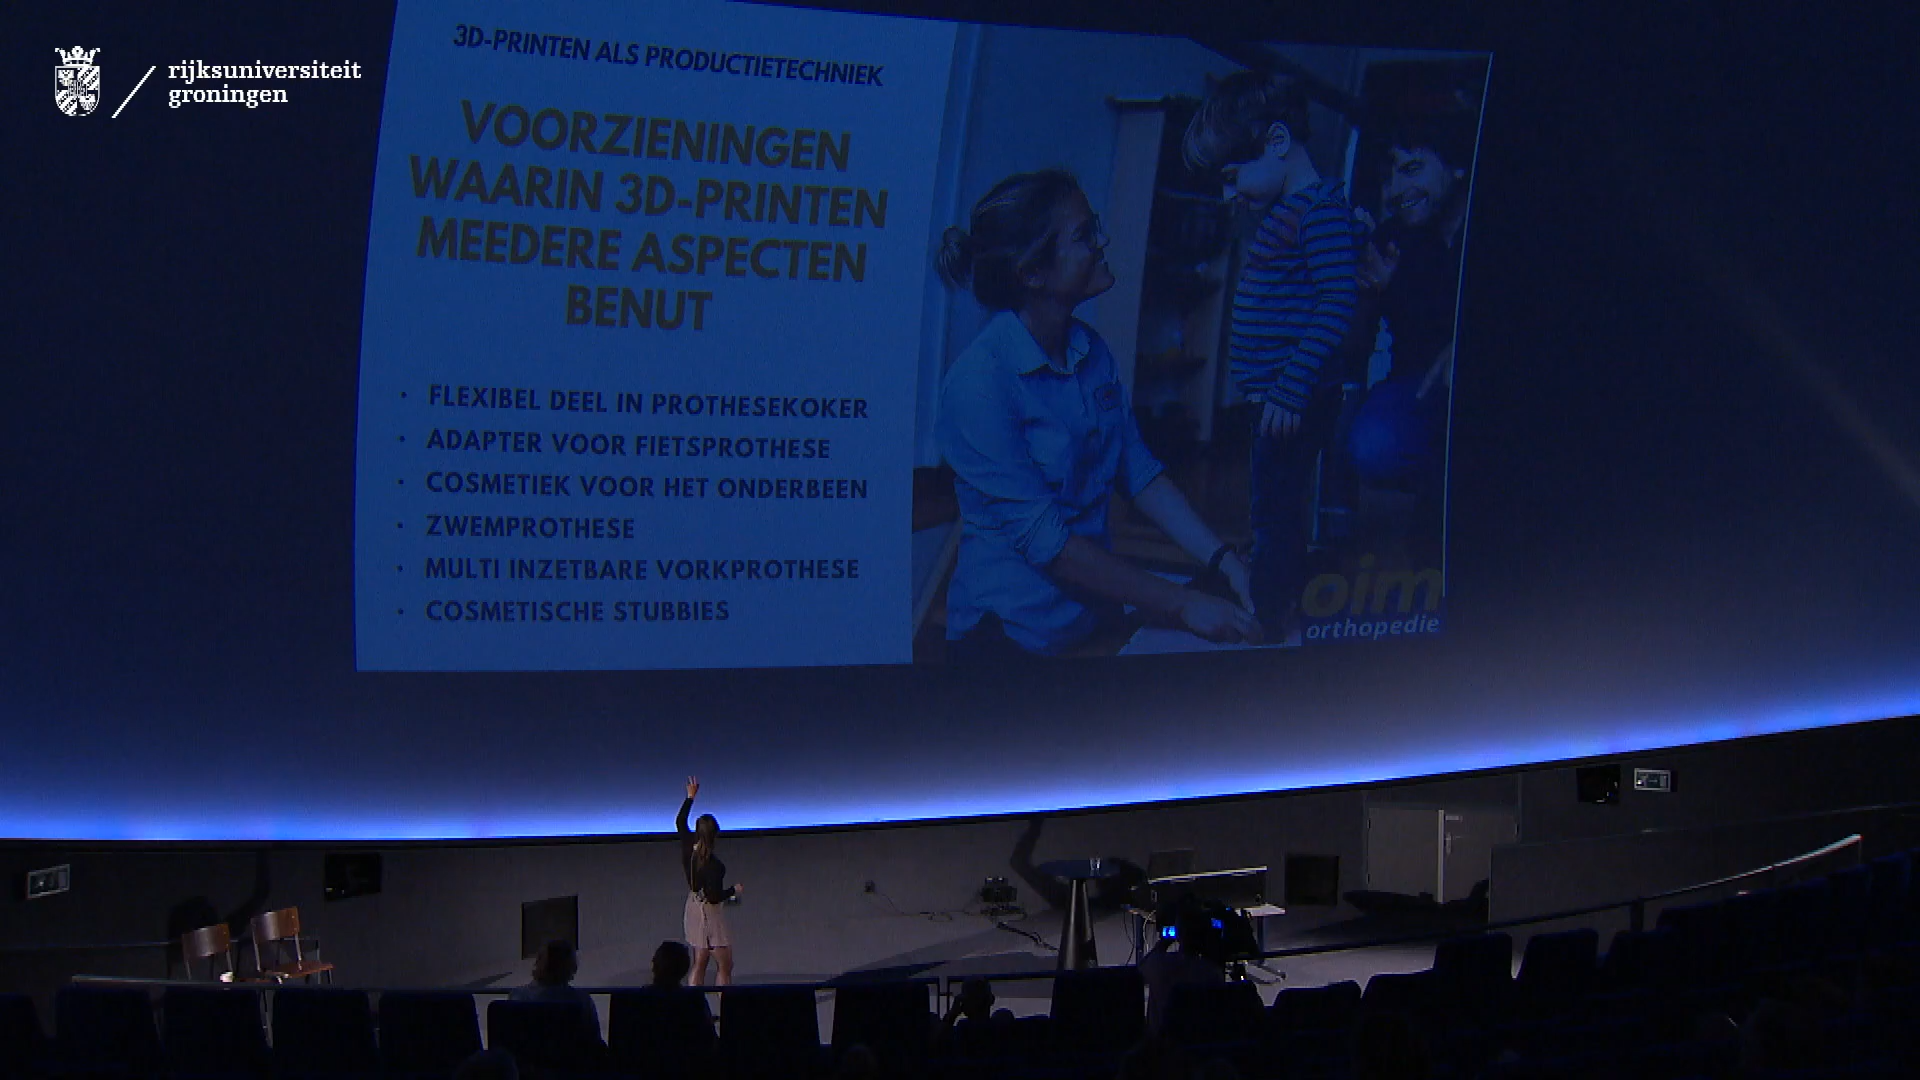 rijksuniversiteit
groningen
3D-PRINTEN ALS PRODUCTIETECHNIEK
VOORZIENINGEN
WAARIN 3D-PRINTEN
MEEDERE ASPECTEN
BENUT
· FLEXIBEL DEEL IN PROTHESEKOKER
· ADAPTER VOOR FIETSPROTHESE
· COSMETIEK VOOR HET ONDERBEEN
· ZWEMPROTHESE
· MULTI INZETBARE VORKPROTHESE
· COSMETISCHE STUBBIES
oim
orthopedie